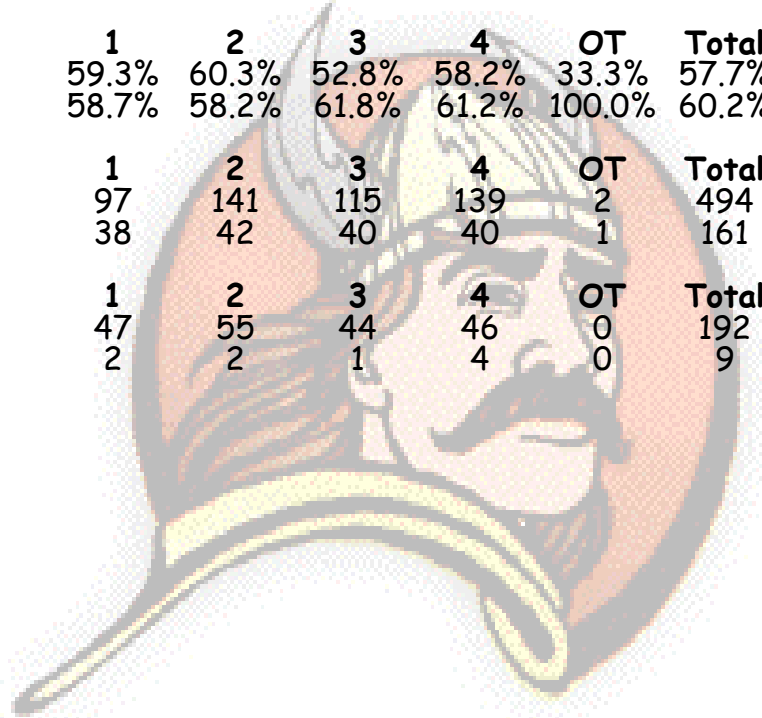 1 2 3 4 OT Total
59.3% 60.3% 52.8% 58.2% 33.3% 57.7%
58.7% 58.2% 61.8% 61.2% 100.0% 60.2%
1 2 3 4 OT Total
97 141 115 139 2 494
38 42 40 40 1 161
1 2 3 4 OT Total
47 55 44 46 0 192
2 2 1 4 0 9